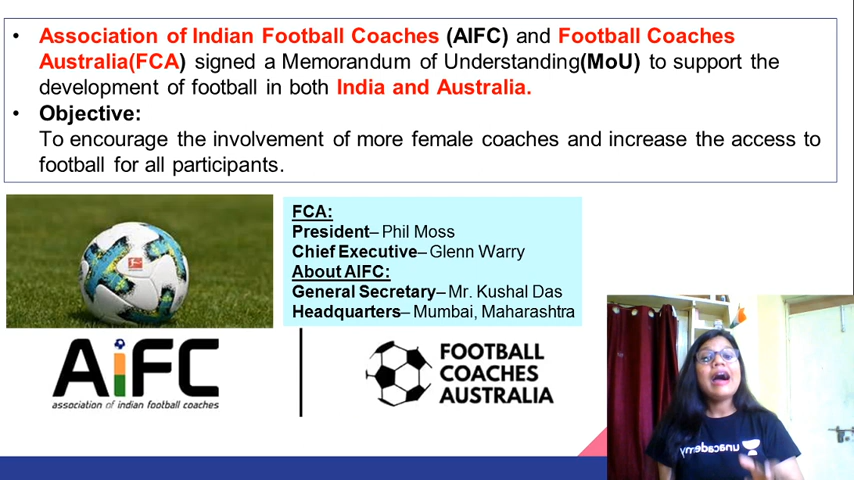 • Association of Indian Football Coaches (AIFC) and Football Coaches
Australia(FCA) signed a Memorandum of Understanding(MoU) to support the
development of football in both India and Australia.
• Objective:
To encourage the involvement of more female coaches and increase the access to
football for all participants.
FCA:
President– Phil Moss
Chief Executive– Glenn Warry
About AIFC:
General Secretary– Mr. Kushal Das
Headquarters– Mumbai, Maharashtra
AiFC
association of indian football coaches
FOOTBALL
COACHES
AUSTRALIA
unacademy